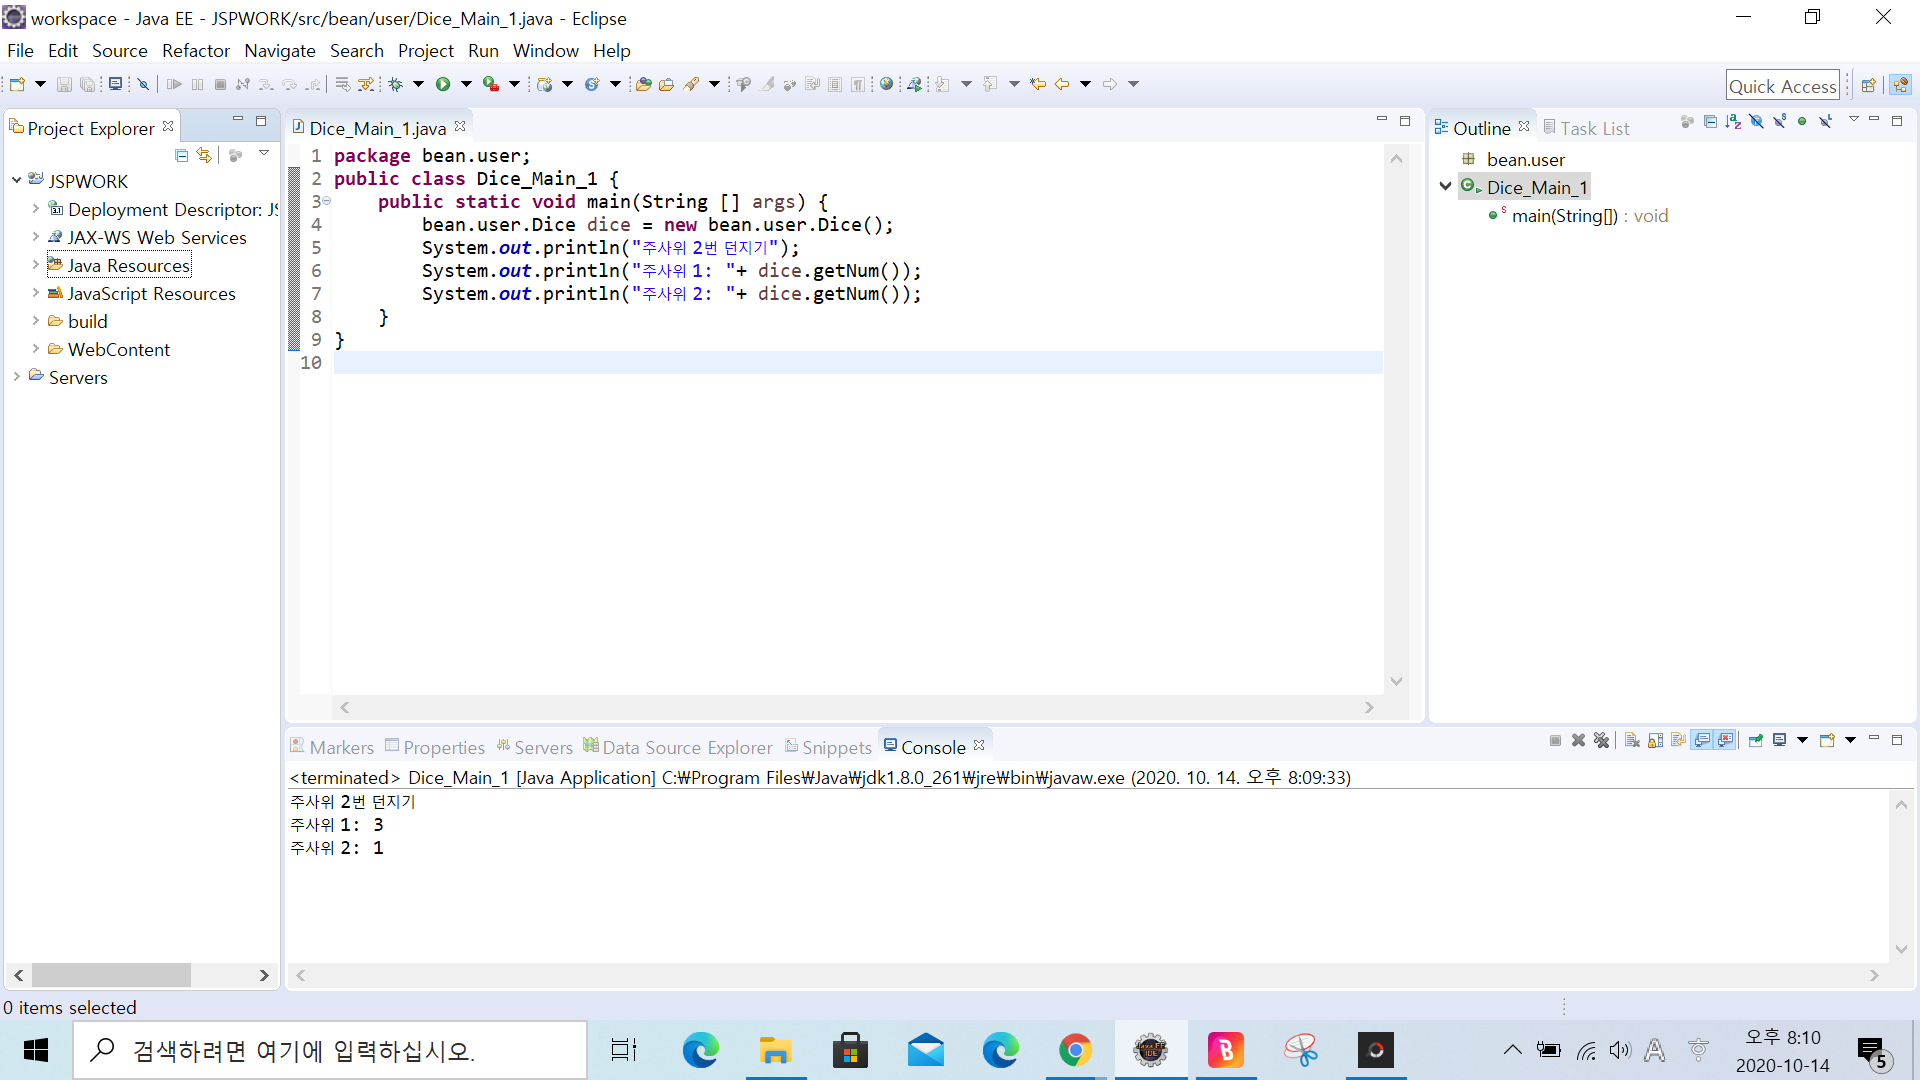 workspace - Java EE - JSPWORK/src/bean/user/Dice_Main_1.java - Eclipse
File Edit Source Refactor Navigate Search Project Run Window Help
Quick Access
Project Explorer
JSPWORK
Deployment Descriptor: JS
JAX-WS Web Services
Java Resources
JavaScript Resources
build
WebContent
Servers
Dice_Main_1.java
1 package bean.user;
2 public class Dice_Main_1 {
3     public static void main(String [] args) {
4         bean.user.Dice dice = new bean.user.Dice();
5         System.out.println("주사위 2번 던지기");
6         System.out.println("주사위 1: "+ dice.getNum());
7         System.out.println("주사위 2: "+ dice.getNum());
8     }
9 }
10
Outline Task List
bean.user
Dice_Main_1
main(String[]) : void
Markers Properties Servers Data Source Explorer Snippets Console
<terminated> Dice_Main_1 [Java Application] C:₩Program Files₩Java₩jdk1.8.0_261₩jre₩bin₩javaw.exe (2020. 10. 14. 오후 8:09:33)
주사위 2번 던지기
주사위 1: 3
주사위 2: 1
0 items selected
검색하려면 여기에 입력하십시오.
Java EE
IDE
B
A
오후 8:10
2020-10-14
5